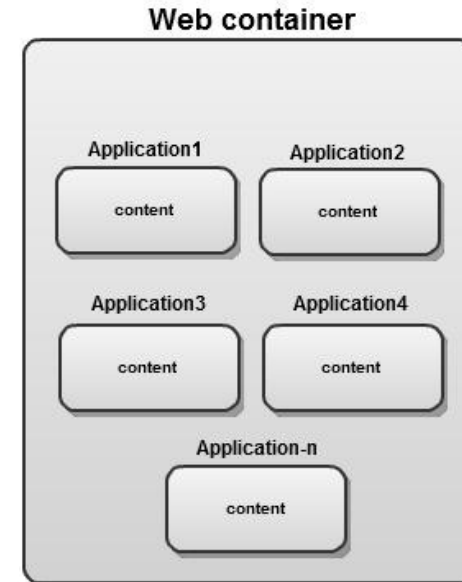 Web container
Application1 Application2
content content
Application3 Application4
content content
Application-n
content